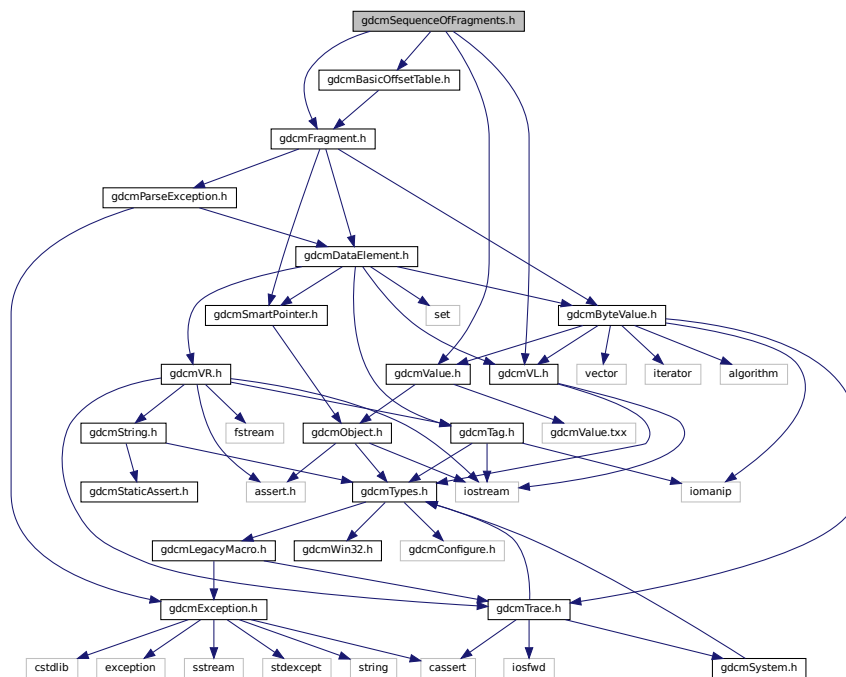 gdcmSequenceOfFragments.h
gdcmBasicOffsetTable.h
gdcmFragment.h
gdcmParseException.h
gdcmDataElement.h
gdcmSmartPointer.h
set
gdcmByteValue.h
gdcmVR.h
gdcmValue.h
gdcmVL.h
vector
iterator
algorithm
gdcmString.h
fstream
gdcmObject.h
gdcmTag.h
gdcmValue.txx
gdcmStaticAssert.h
assert.h
gdcmTypes.h
iostream
iomanip
gdcmLegacyMacro.h
gdcmWin32.h
gdcmConfigure.h
gdcmException.h
gdcmTrace.h
cstdlib
exception
sstream
stdexcept
string
cassert
iosfwd
gdcmSystem.h